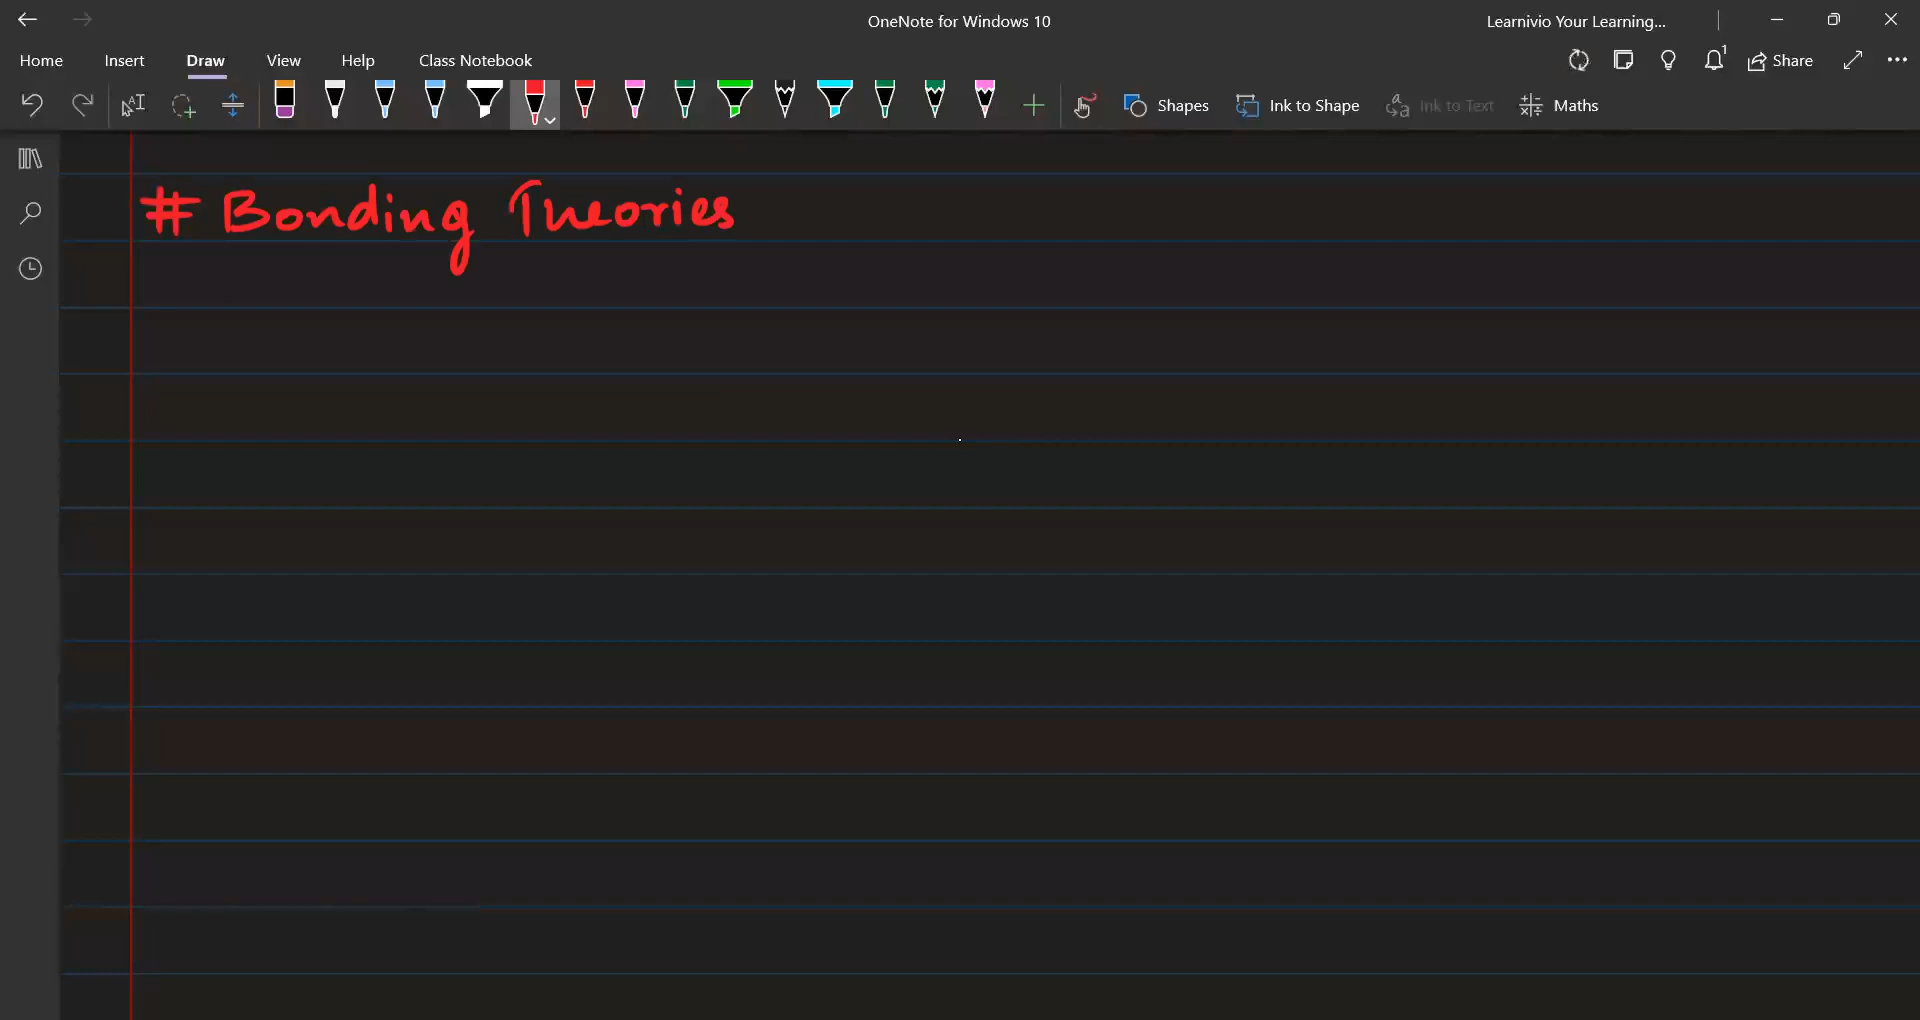 OneNote for Windows 10
Learnivio Your Learning...
Home Insert Draw View Help Class Notebook
1
Share
Shapes
Ink to Shape
Ink to Text
Maths
# Bonding Theories